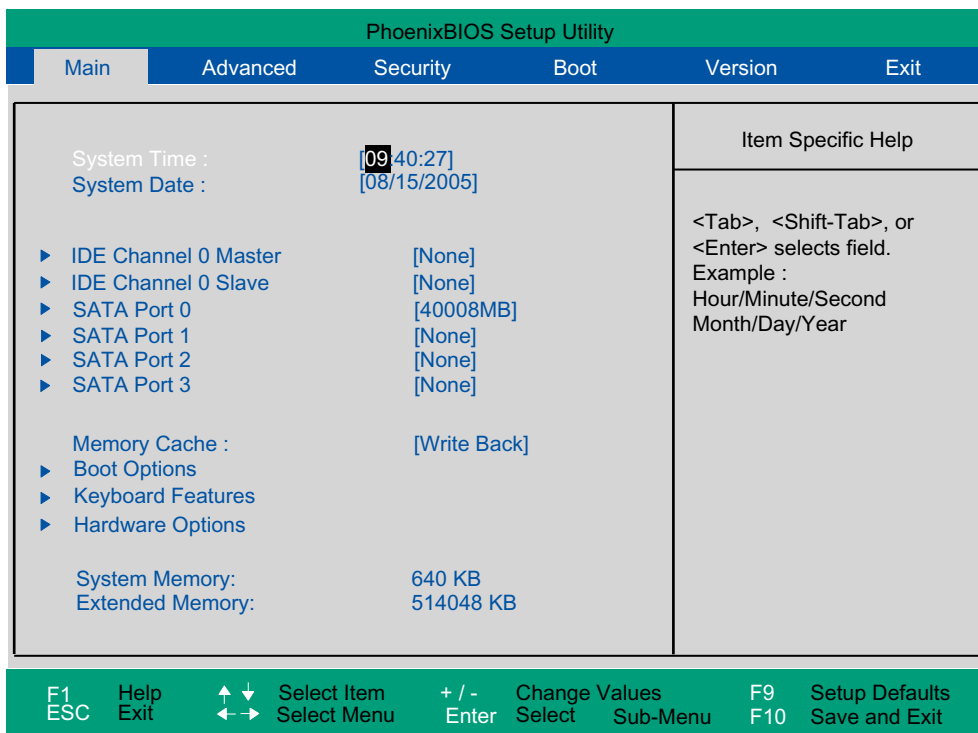 PhoenixBIOS Setup Utility
Main Advanced Security Boot Version Exit
System Time : [09:40:27]
System Date : [08/15/2005]
IDE Channel 0 Master [None]
IDE Channel 0 Slave [None]
SATA Port 0 [40008MB]
SATA Port 1 [None]
SATA Port 2 [None]
SATA Port 3 [None]
Memory Cache : [Write Back]
Boot Options
Keyboard Features
Hardware Options
System Memory: 640 KB
Extended Memory: 514048 KB
Item Specific Help
<Tab>, <Shift-Tab>, or
<Enter> selects field.
Example :
Hour/Minute/Second
Month/Day/Year
F1 Help Select Item + / - Change Values F9 Setup Defaults
ESC Exit Select Menu Enter Select Sub-Menu F10 Save and Exit